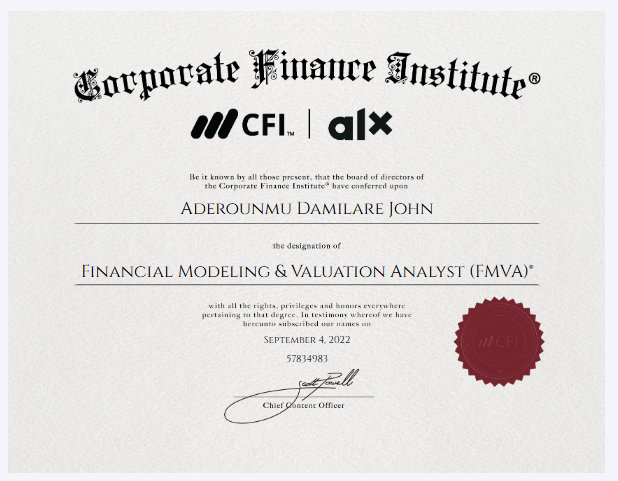 Corporate Finance Institute®
CFI™ | alx
Be it known by all those present, that the board of directors of
the Corporate Finance Institute® have conferred upon
ADEROUNMU DAMILARE JOHN
the designation of
FINANCIAL MODELING & VALUATION ANALYST (FMVA)®
with all the rights, privileges and honors everywhere
pertaining to that degree. In testimony whereof we have
hereunto subscribed our names on
SEPTEMBER 4, 2022
57834983
Scott Powell
Chief Content Officer
CFI